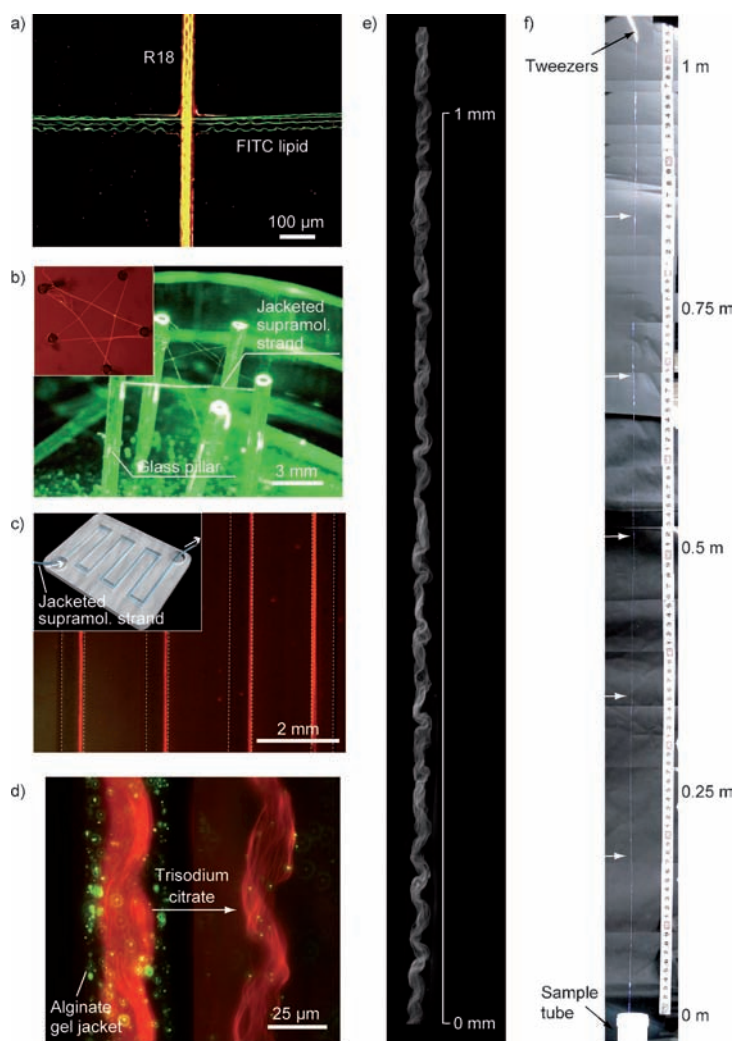 a)
R18
FITC lipid
100 µm
b)
Jacketed
supramol.
strand
Glass pillar
3 mm
c)
Jacketed
supramol. strand
2 mm
d)
Trisodium
citrate
Alginate
gel jacket
25 µm
e)
1 mm
0 mm
f)
Tweezers
1 m
0.75 m
0.5 m
0.25 m
Sample
tube
0 m